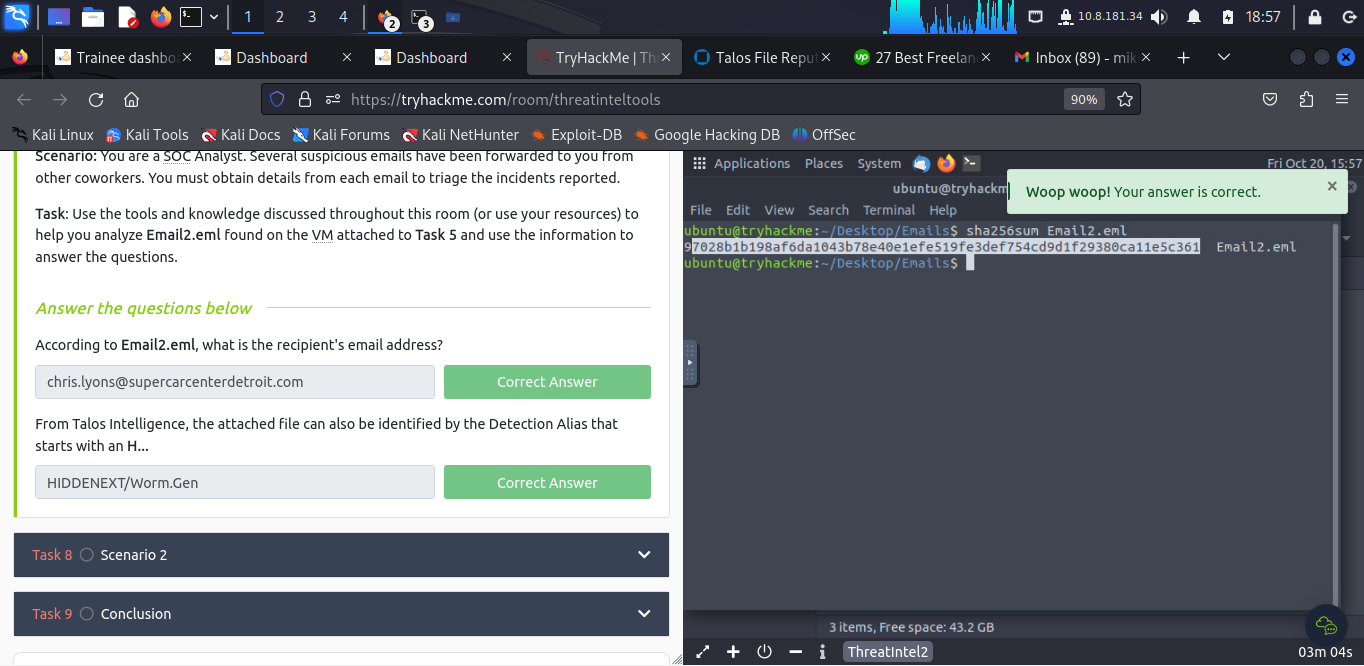 1 2 3 4 2 3 10.8.181.34 18:57
Trainee dashbo Dashboard Dashboard TryHackMe | Th Talos File Reput 27 Best Freelan Inbox (89) - mik
https://tryhackme.com/room/threatinteltools 90%
Kali Linux Kali Tools Kali Docs Kali Forums Kali NetHunter Exploit-DB Google Hacking DB OffSec
Scenario: You are a SOC Analyst. Several suspicious emails have been forwarded to you from
other coworkers. You must obtain details from each email to triage the incidents reported.
Task: Use the tools and knowledge discussed throughout this room (or use your resources) to
help you analyze Email2.eml found on the VM attached to Task 5 and use the information to
answer the questions.
Answer the questions below
According to Email2.eml, what is the recipient's email address?
chris.lyons@supercarcenterdetroit.com Correct Answer
From Talos Intelligence, the attached file can also be identified by the Detection Alias that
starts with an H...
HIDDENEXT/Worm.Gen Correct Answer
Task 8 Scenario 2
Task 9 Conclusion
Applications Places System Fri Oct 20, 15:57
ubuntu@tryhackm
Woop woop! Your answer is correct.
File Edit View Search Terminal Help
ubuntu@tryhackme:~/Desktop/Emails$ sha256sum Email2.eml
97028b1b198af6da1043b78e40e1efe519fe3def754cd9d1f29380ca11e5c361 Email2.eml
ubuntu@tryhackme:~/Desktop/Emails$
3 items, Free space: 43.2 GB
ThreatIntel2 03m 04s